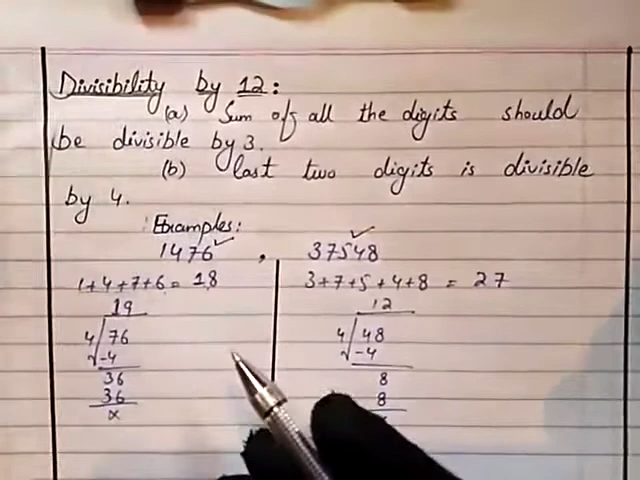 Divisibility by 12:
(a) Sum of all the digits should
be divisible by 3.
(b) last two digits is divisible
by 4.
Examples:
1476✓ , 37548✓
1+4+7+6=18 3+7+5+4+8 = 27
19 12
4√76 4√48
-4 -4
36 8
36 8
x